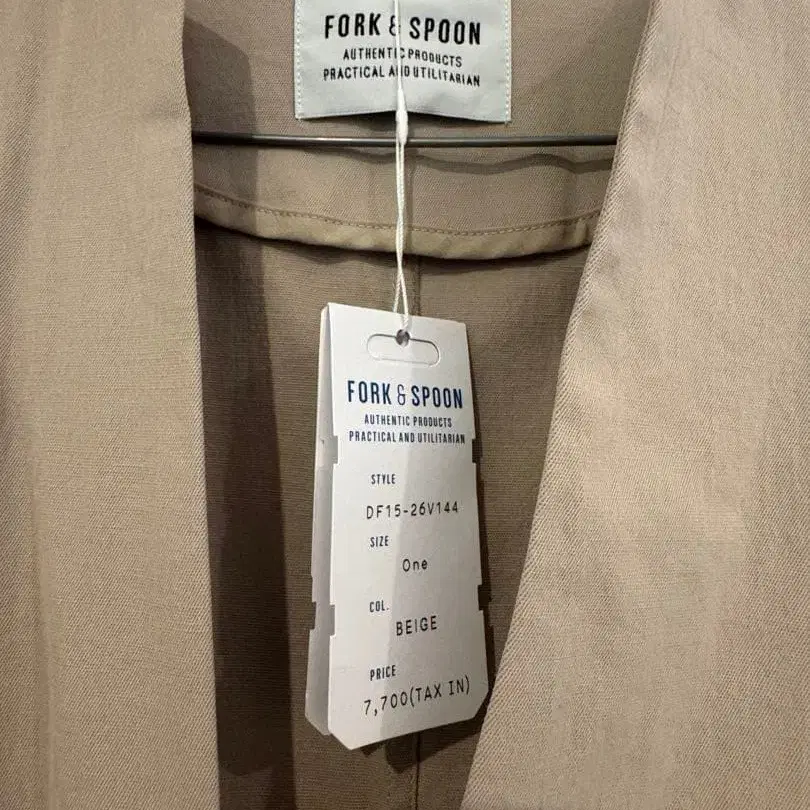 FORK & SPOON
AUTHENTIC PRODUCTS
PRACTICAL AND UTILITARIAN
FORK & SPOON
AUTHENTIC PRODUCTS
PRACTICAL AND UTILITARIAN
STYLE
DF15-26V144
SIZE
One
COL.
BEIGE
PRICE
7,700(TAX IN)